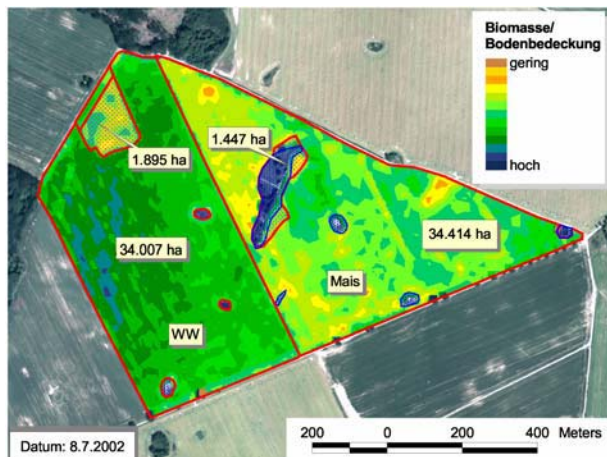 Biomasse/
Bodenbedeckung
gering
hoch
1.895 ha
1.447 ha
34.007 ha
34.414 ha
Mais
WW
Datum: 8.7.2002
200 0 200 400 Meters